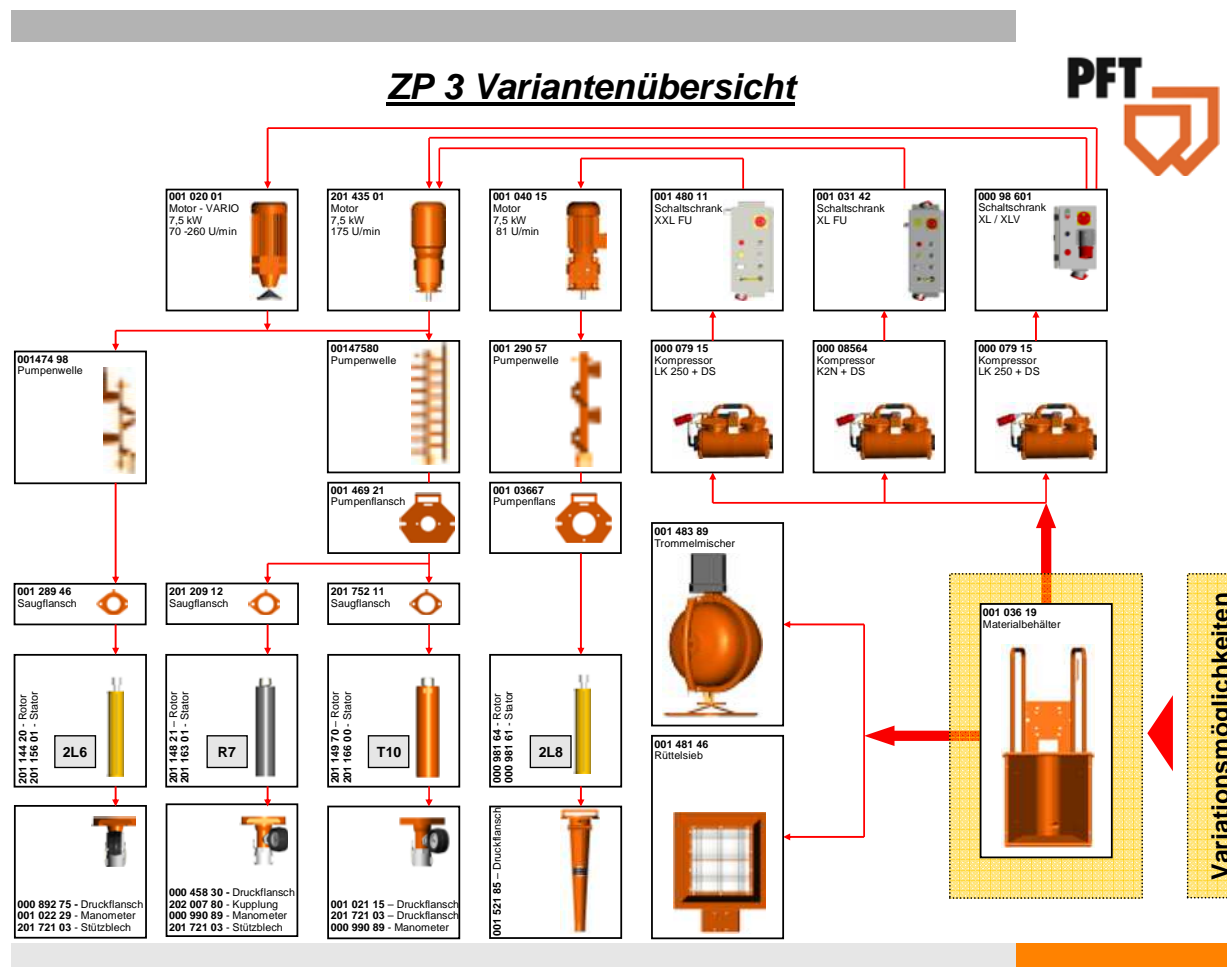 ZP 3 Variantenübersicht
PFT
001 020 01
Motor - VARIO
7,5 kW
70 -260 U/min
201 435 01
Motor
7,5 kW
175 U/min
001 040 15
Motor
7,5 kW
81 U/min
001 480 11
Schaltschrank
XXL FU
001 031 42
Schaltschrank
XL FU
000 98 601
Schaltschrank
XL / XLV
001474 98
Pumpenwelle
00147580
Pumpenwelle
001 290 57
Pumpenwelle
000 079 15
Kompressor
LK 250 + DS
000 08564
Kompressor
K2N + DS
000 079 15
Kompressor
LK 250 + DS
001 469 21
Pumpenflansch
001 03667
Pumpenflans
001 483 89
Trommelmischer
001 289 46
Saugflansch
201 209 12
Saugflansch
201 752 11
Saugflansch
001 036 19
Materialbehälter
Variationsmöglichkeiten
201 144 20 - Rotor
201 156 01 - Stator
2L6
201 148 21 – Rotor
201 163 01 - Stator
R7
201 149 70 – Rotor
201 166 00 - Stator
T10
000 981 64 - Rotor
000 981 61 - Stator
2L8
001 481 46
Rüttelsieb
000 892 75 - Druckflansch
001 022 29 - Manometer
201 721 03 - Stützblech
000 458 30 - Druckflansch
202 007 80 - Kupplung
000 990 89 - Manometer
201 721 03 - Stützblech
001 021 15 – Druckflansch
201 721 03 – Druckflansch
000 990 89 - Manometer
001 521 85 – Druckflansch